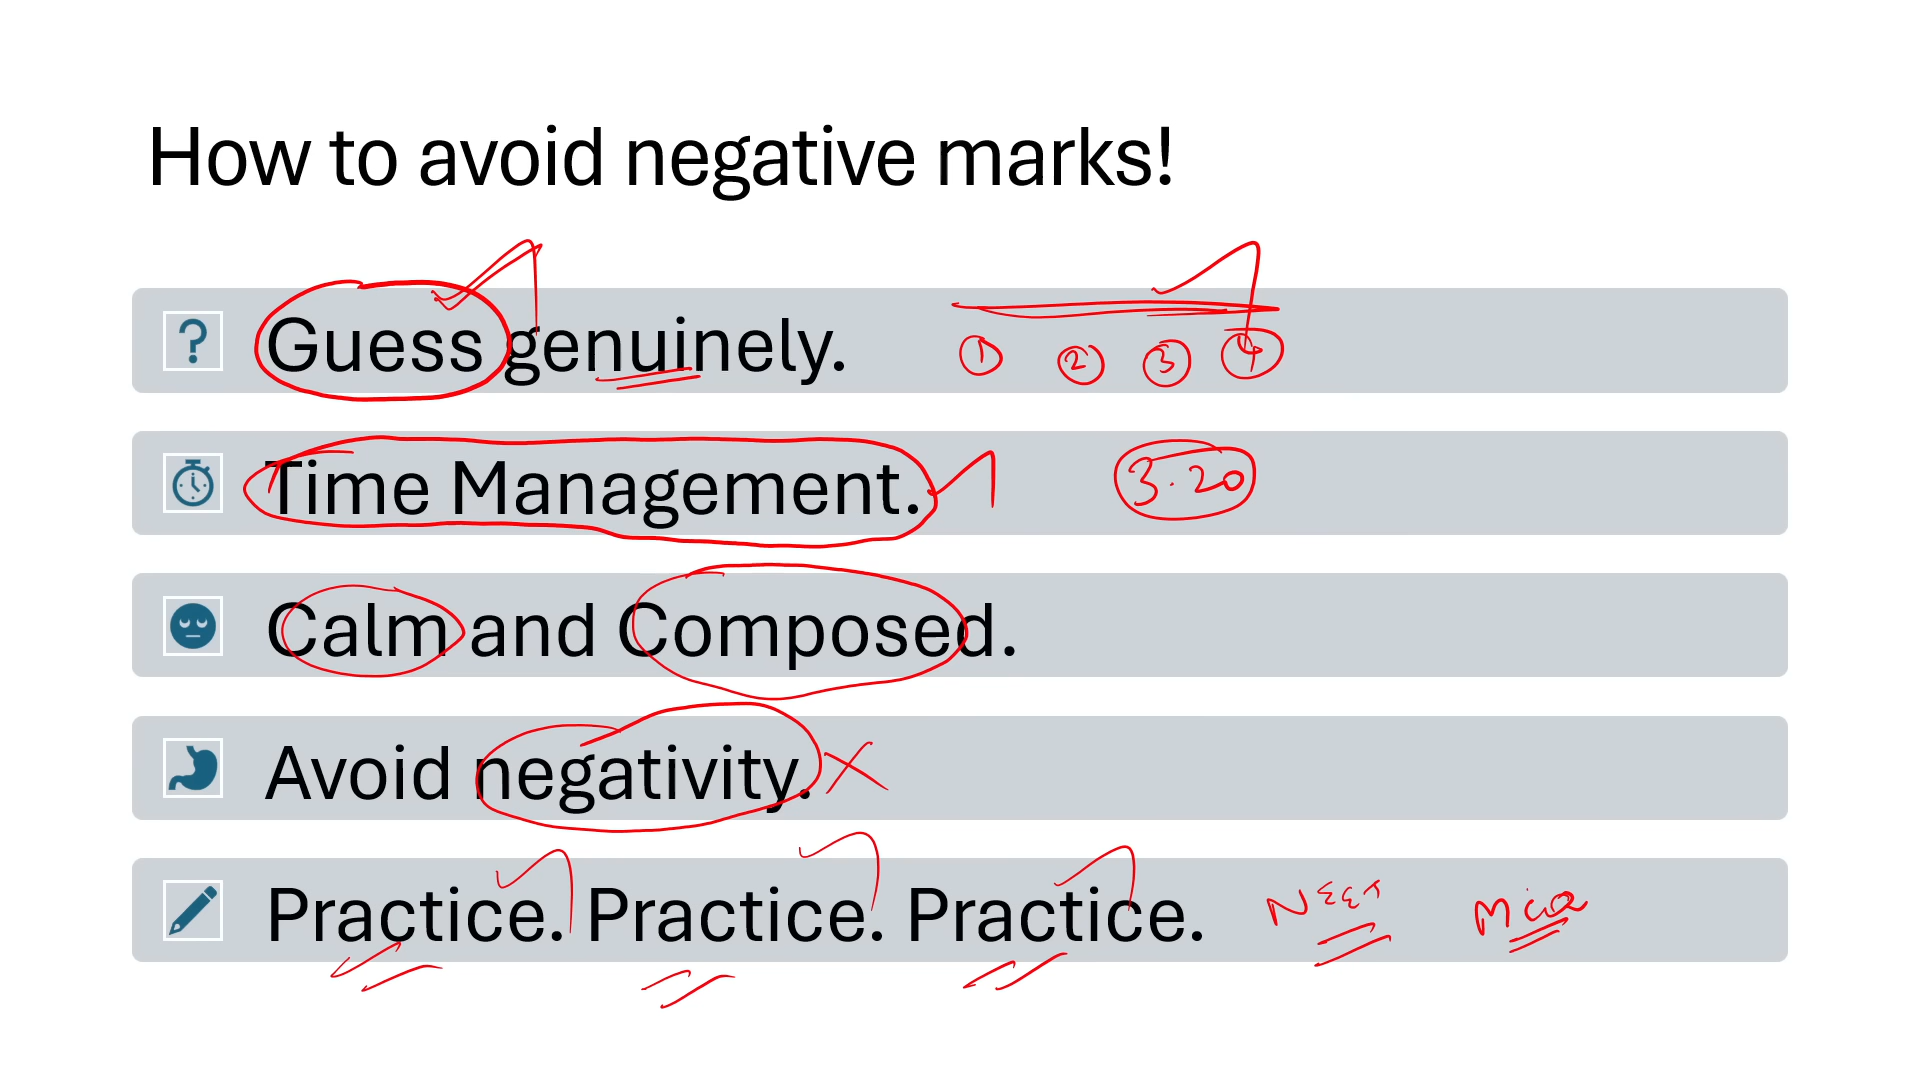 How to avoid negative marks!
? Guess genuinely. 1 2 3 4
Time Management. 3.20
Calm and Composed.
Avoid negativity.
Practice. Practice. Practice. NEET MCQ